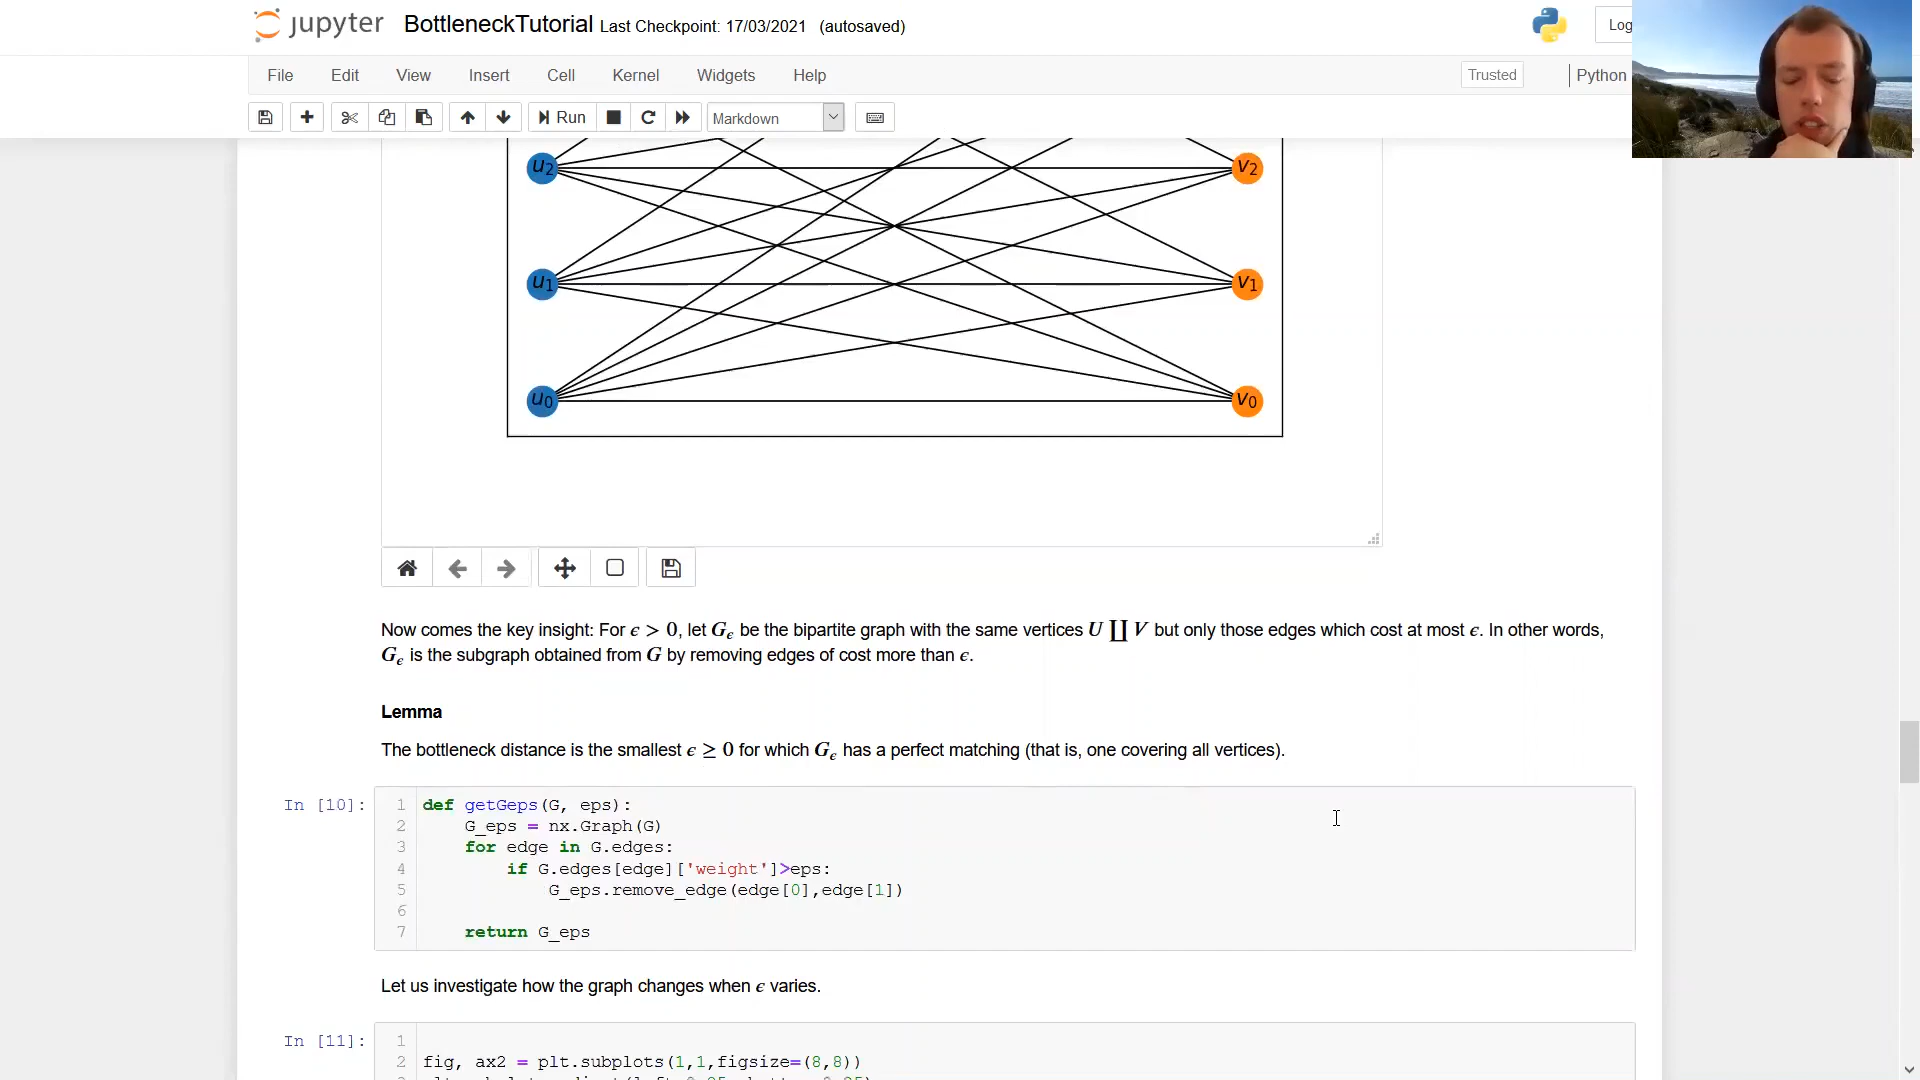 jupyter BottleneckTutorial Last Checkpoint: 17/03/2021 (autosaved)
Log
File Edit View Insert Cell Kernel Widgets Help
Trusted
Python
Run
Markdown
u2
v2
u1
v1
u0
v0
Now comes the key insight: For ϵ > 0, let Gϵ be the bipartite graph with the same vertices U ∐ V but only those edges which cost at most ϵ. In other words,
Gϵ is the subgraph obtained from G by removing edges of cost more than ϵ.
Lemma
The bottleneck distance is the smallest ϵ ≥ 0 for which Gϵ has a perfect matching (that is, one covering all vertices).
In [10]:
1 def getGeps(G, eps):
2 G_eps = nx.Graph(G)
3 for edge in G.edges:
4 if G.edges[edge]['weight']>eps:
5 G_eps.remove_edge(edge[0],edge[1])
6
7 return G_eps
Let us investigate how the graph changes when ϵ varies.
In [11]:
1
2 fig, ax2 = plt.subplots(1,1,figsize=(8,8))